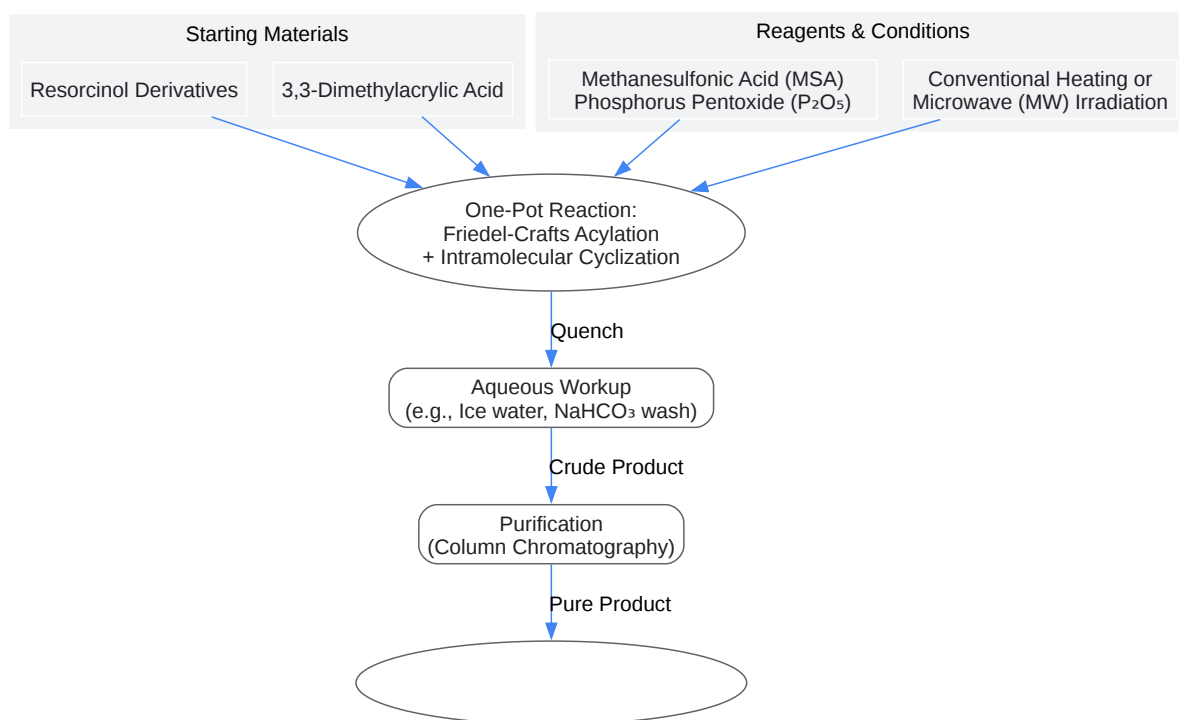 Starting Materials
Reagents & Conditions
Resorcinol Derivatives
3,3-Dimethylacrylic Acid
Methanesulfonic Acid (MSA)
Phosphorus Pentoxide (P₂O₅)
Conventional Heating or
Microwave (MW) Irradiation
One-Pot Reaction:
Friedel-Crafts Acylation
+ Intramolecular Cyclization
Quench
Aqueous Workup
(e.g., Ice water, NaHCO₃ wash)
Crude Product
Purification
(Column Chromatography)
Pure Product